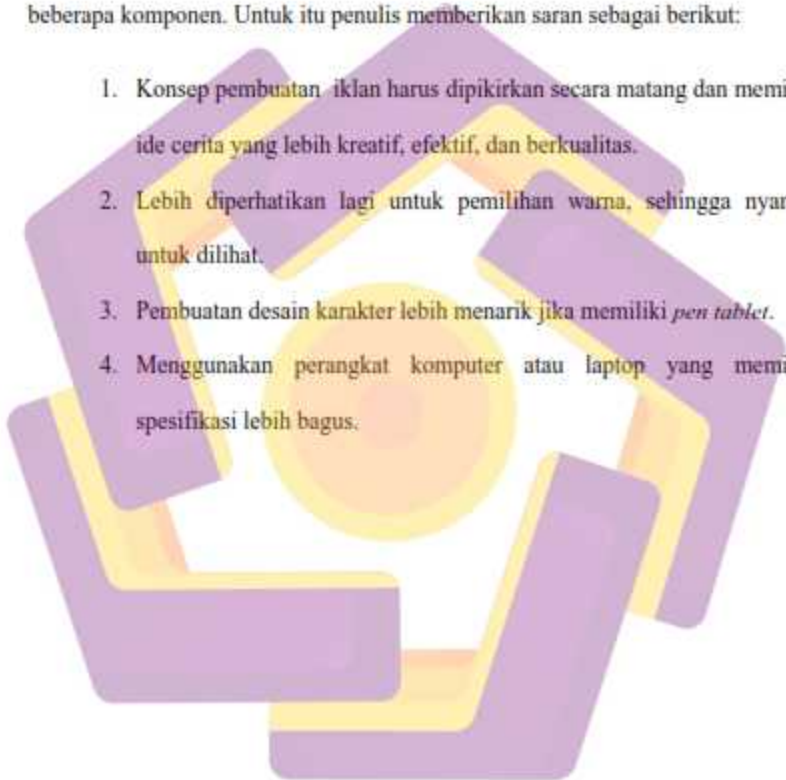 beberapa komponen. Untuk itu penulis memberikan saran sebagai berikut:
1. Konsep pembuatan iklan harus dipikirkan secara matang dan memi
ide cerita yang lebih kreatif, efektif, dan berkualitas.
2. Lebih diperhatikan lagi untuk pemilihan warna, sehingga nyar
untuk dilihat.
3. Pembuatan desain karakter lebih menarik jika memiliki pen tablet.
4. Menggunakan perangkat komputer atau laptop yang memi
spesifikasi lebih bagus.